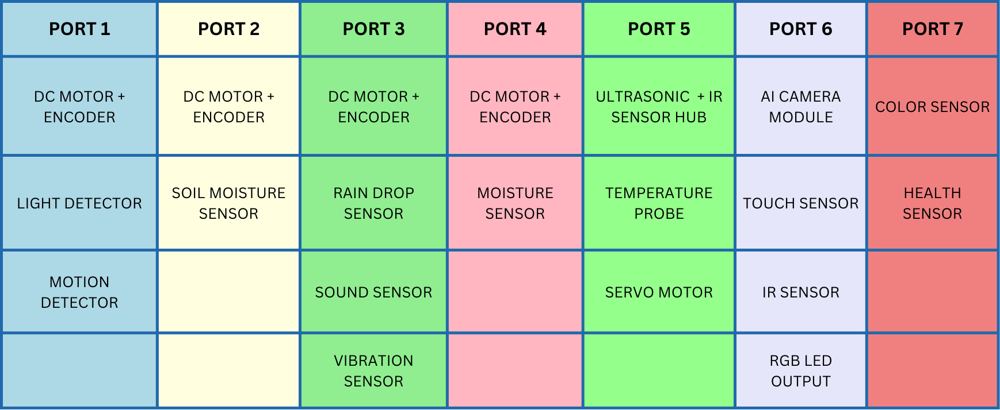 PORT 1
PORT 2
PORT 3
PORT 4
PORT 5
PORT 6
PORT 7
DC MOTOR +
ENCODER
DC MOTOR +
ENCODER
DC MOTOR +
ENCODER
DC MOTOR +
ENCODER
ULTRASONIC + IR
SENSOR HUB
AI CAMERA
MODULE
COLOR SENSOR
LIGHT DETECTOR
SOIL MOISTURE
SENSOR
RAIN DROP
SENSOR
MOISTURE
SENSOR
TEMPERATURE
PROBE
TOUCH SENSOR
HEALTH
SENSOR
MOTION
DETECTOR
SOUND SENSOR
SERVO MOTOR
IR SENSOR
VIBRATION
SENSOR
RGB LED
OUTPUT